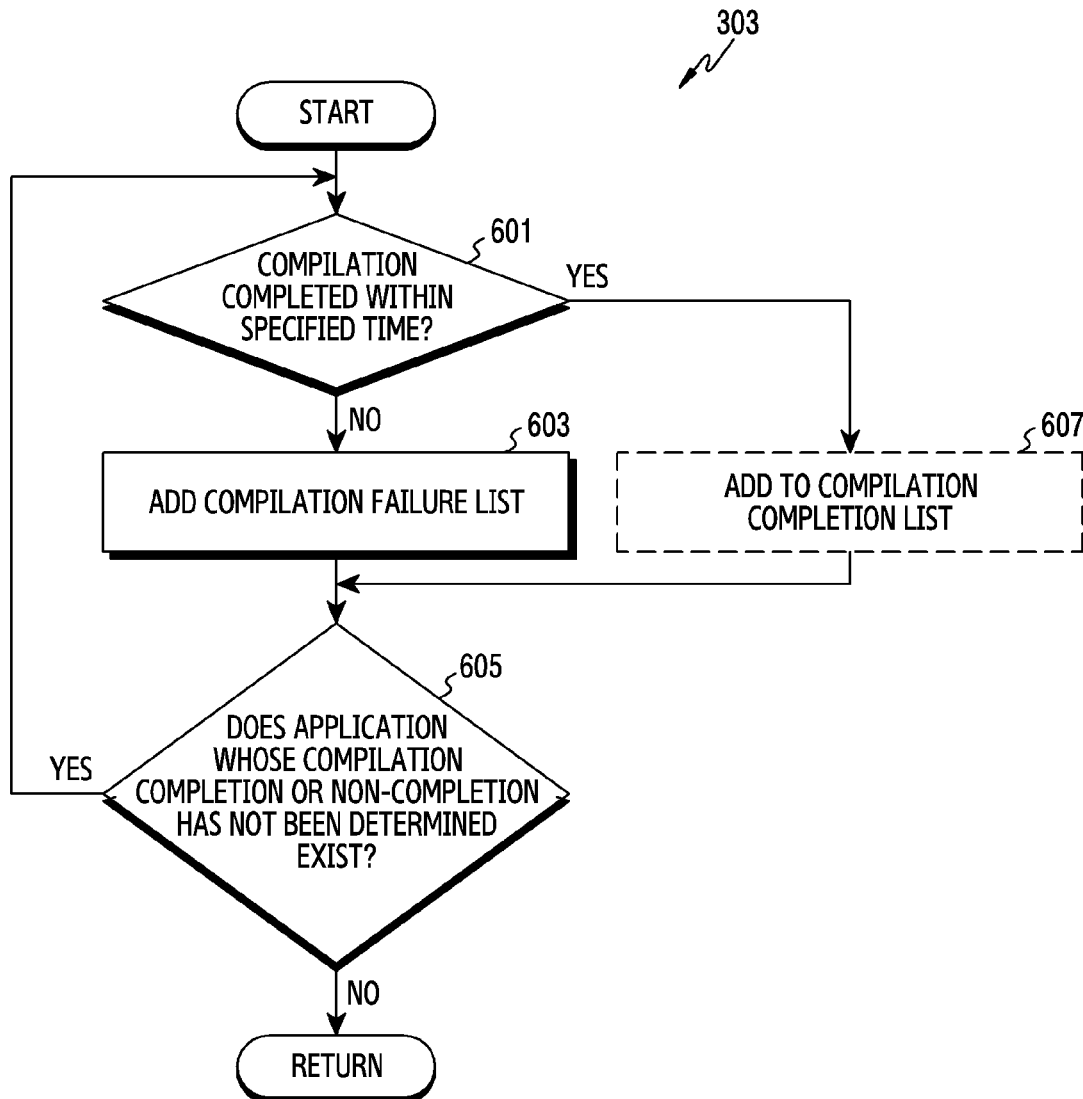 303
START
601
COMPILATION
COMPLETED WITHIN
SPECIFIED TIME?
YES
NO
603
ADD COMPILATION FAILURE LIST
607
ADD TO COMPILATION
COMPLETION LIST
605
DOES APPLICATION
WHOSE COMPILATION
COMPLETION OR NON-COMPLETION
HAS NOT BEEN DETERMINED
EXIST?
YES
NO
RETURN